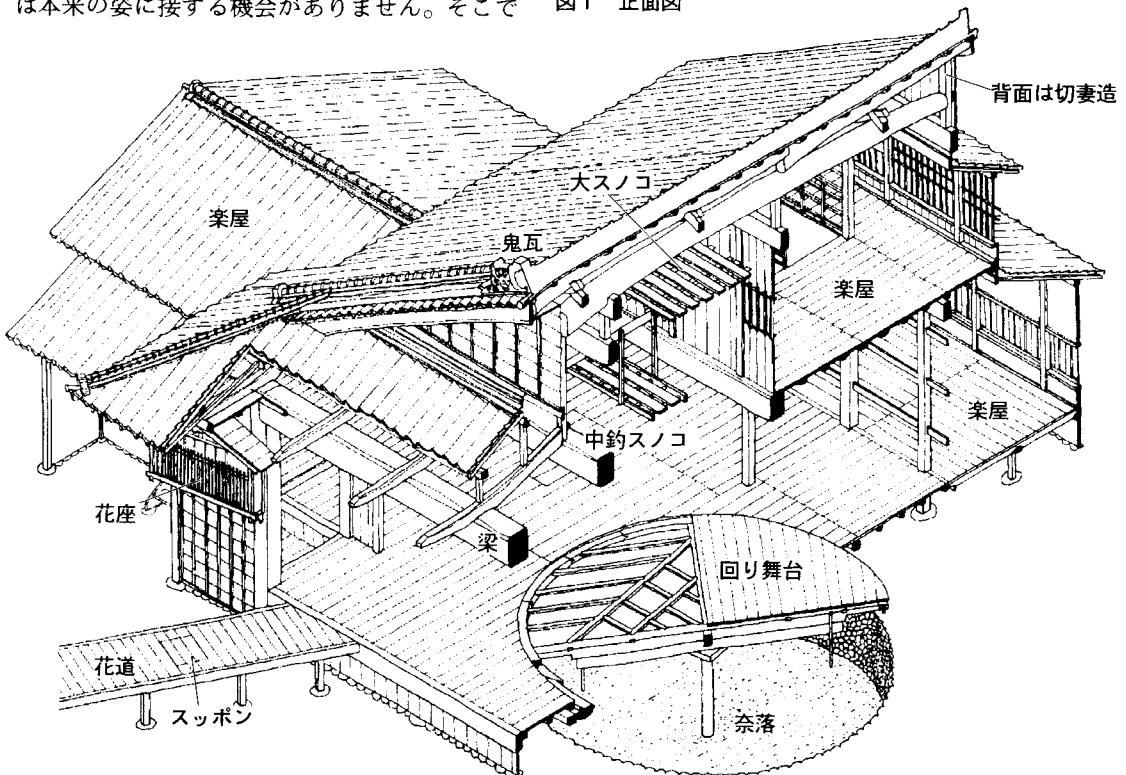 は本来の姿に接する機会がありません。そこで
図1 正面図
背面は切妻造
大スノコ
楽屋
鬼瓦
楽屋
楽屋
中釣スノコ
花座
梁
回り舞台
花道
スッポン
奈落